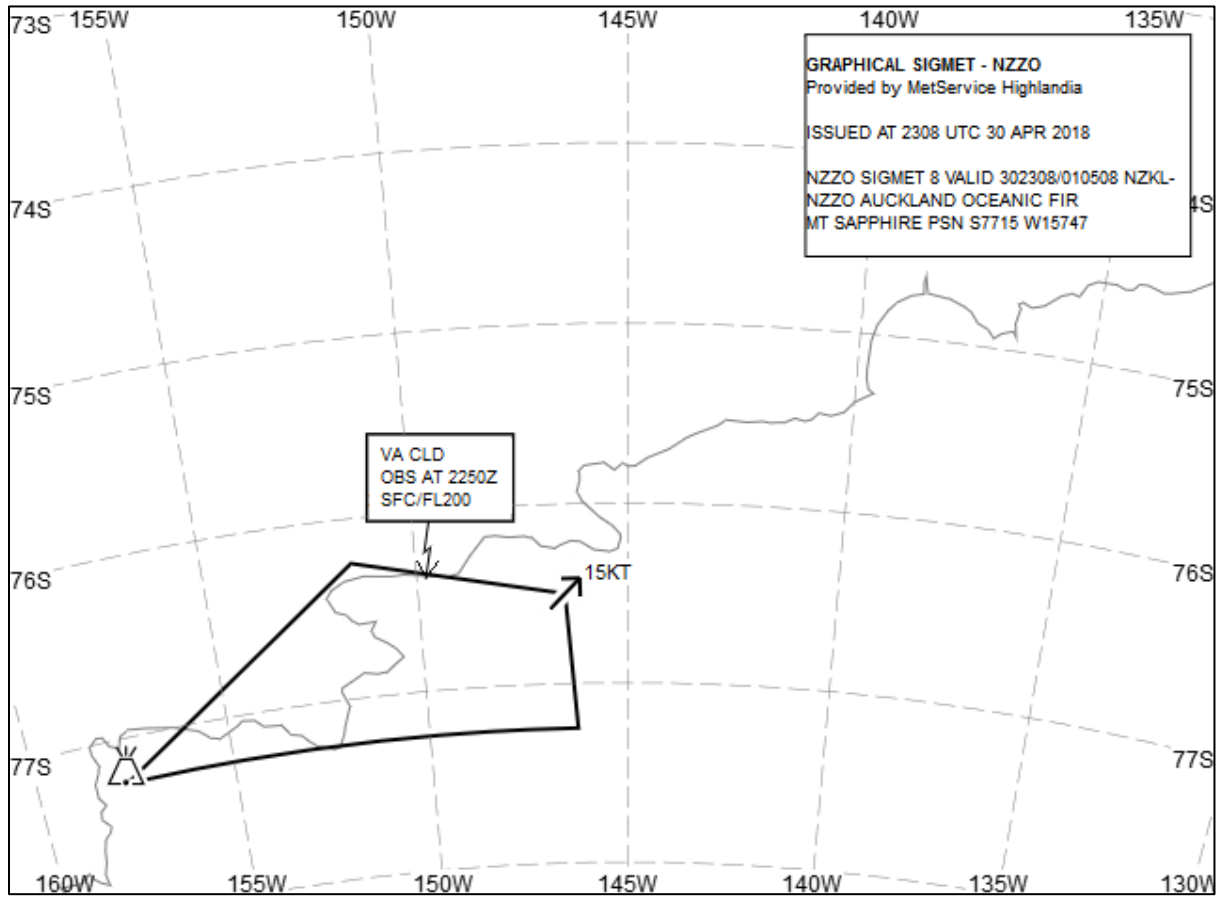 73S 155W 150W 145W 140W 135W
GRAPHICAL SIGMET - NZZO
Provided by MetService Highlandia
ISSUED AT 2308 UTC 30 APR 2018
NZZO SIGMET 8 VALID 302308/010508 NZKL-
NZZO AUCKLAND OCEANIC FIR
MT SAPPHIRE PSN S7715 W15747
74S 4S
75S 75S
VA CLD
OBS AT 2250Z
SFC/FL200
76S 15KT 76S
77S 77S
160W 155W 150W 145W 140W 135W 130W